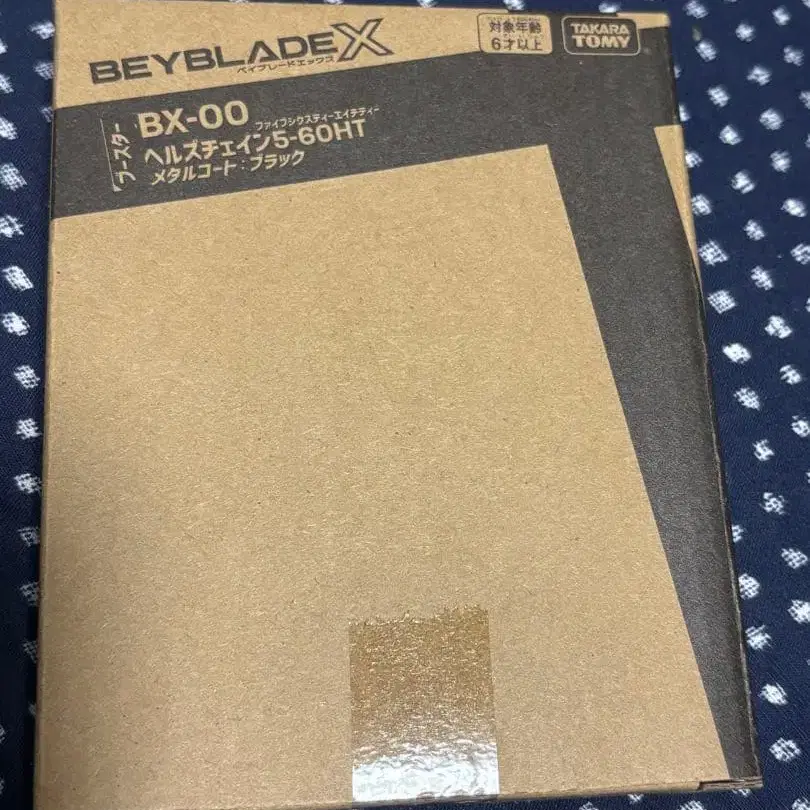 BEYBLADE X
ベイブレードエックス
対象年齢
6才以上
TAKARA
TOMY
ブースター
BX-00
ファイブシクスティーエイチティー
ヘルズチェイン5-60HT
メタルコート：ブラック